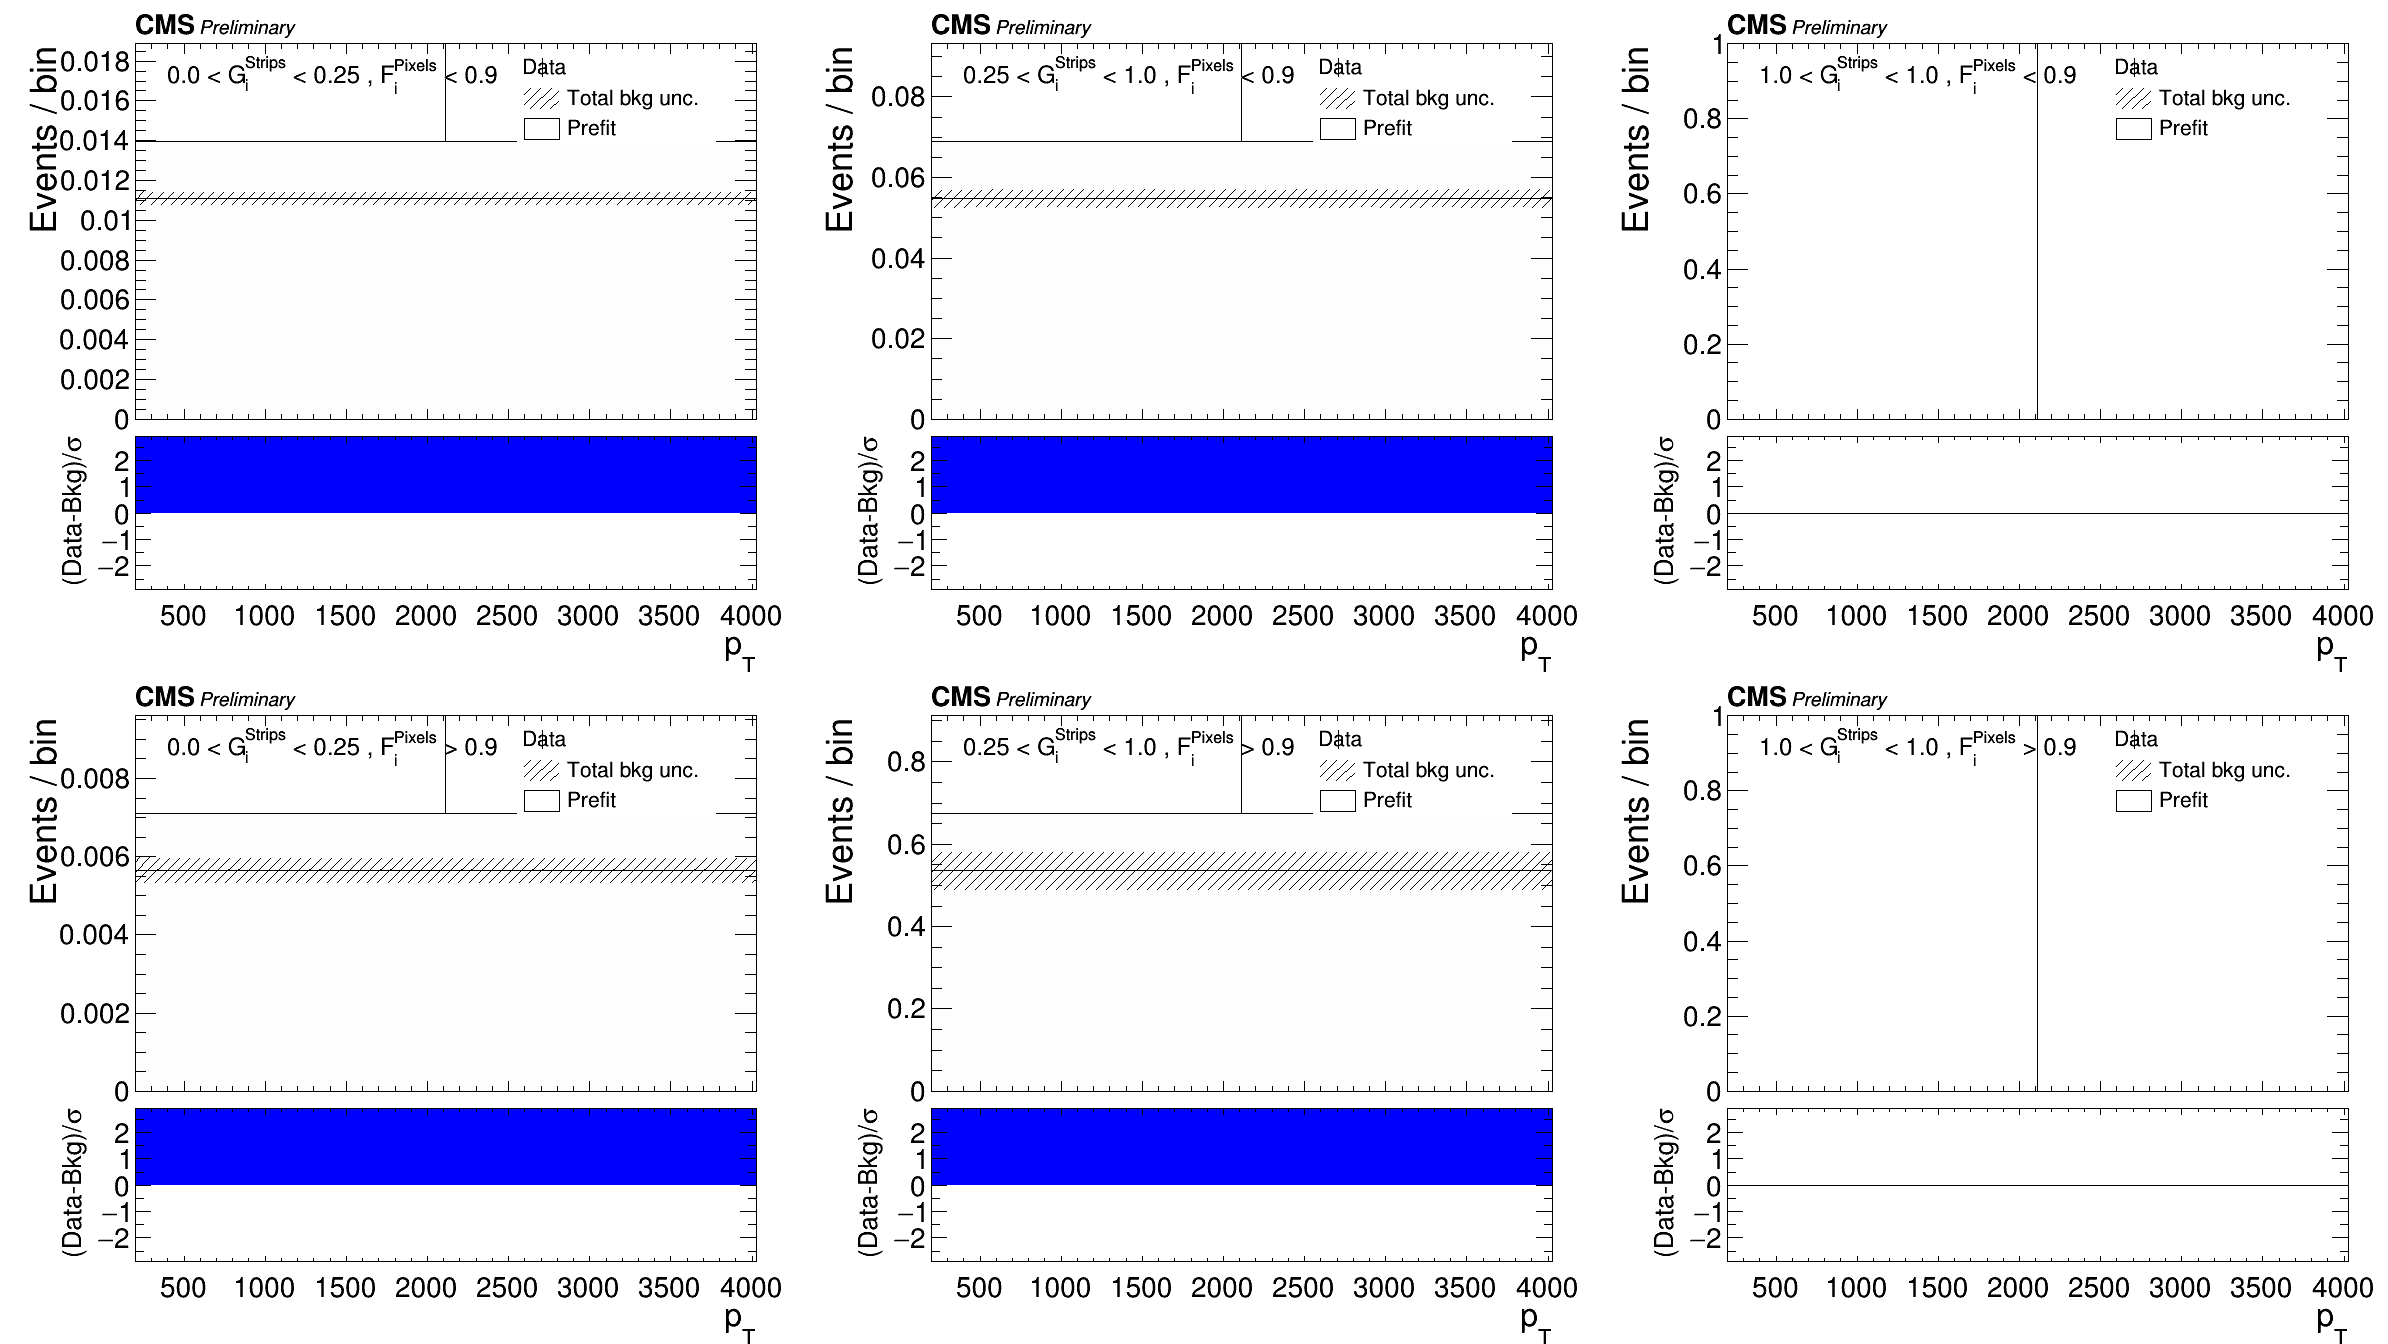 CMS Preliminary
Events / bin
0.0 < G_i^Strips < 0.25 , F_i^Pixels < 0.9
Data
Total bkg unc.
Prefit
0.018
0.016
0.014
0.012
0.01
0.008
0.006
0.004
0.002
0
(Data-Bkg)/σ
2
1
0
−1
−2
500 1000 1500 2000 2500 3000 3500 4000
p_T
CMS Preliminary
Events / bin
0.25 < G_i^Strips < 1.0 , F_i^Pixels < 0.9
Data
Total bkg unc.
Prefit
0.08
0.06
0.04
0.02
0
(Data-Bkg)/σ
2
1
0
−1
−2
500 1000 1500 2000 2500 3000 3500 4000
p_T
CMS Preliminary
Events / bin
1.0 < G_i^Strips < 1.0 , F_i^Pixels < 0.9
Data
Total bkg unc.
Prefit
1
0.8
0.6
0.4
0.2
0
(Data-Bkg)/σ
2
1
0
−1
−2
500 1000 1500 2000 2500 3000 3500 4000
p_T
CMS Preliminary
Events / bin
0.0 < G_i^Strips < 0.25 , F_i^Pixels > 0.9
Data
Total bkg unc.
Prefit
0.008
0.006
0.004
0.002
0
(Data-Bkg)/σ
2
1
0
−1
−2
500 1000 1500 2000 2500 3000 3500 4000
p_T
CMS Preliminary
Events / bin
0.25 < G_i^Strips < 1.0 , F_i^Pixels > 0.9
Data
Total bkg unc.
Prefit
0.8
0.6
0.4
0.2
0
(Data-Bkg)/σ
2
1
0
−1
−2
500 1000 1500 2000 2500 3000 3500 4000
p_T
CMS Preliminary
Events / bin
1.0 < G_i^Strips < 1.0 , F_i^Pixels > 0.9
Data
Total bkg unc.
Prefit
1
0.8
0.6
0.4
0.2
0
(Data-Bkg)/σ
2
1
0
−1
−2
500 1000 1500 2000 2500 3000 3500 4000
p_T